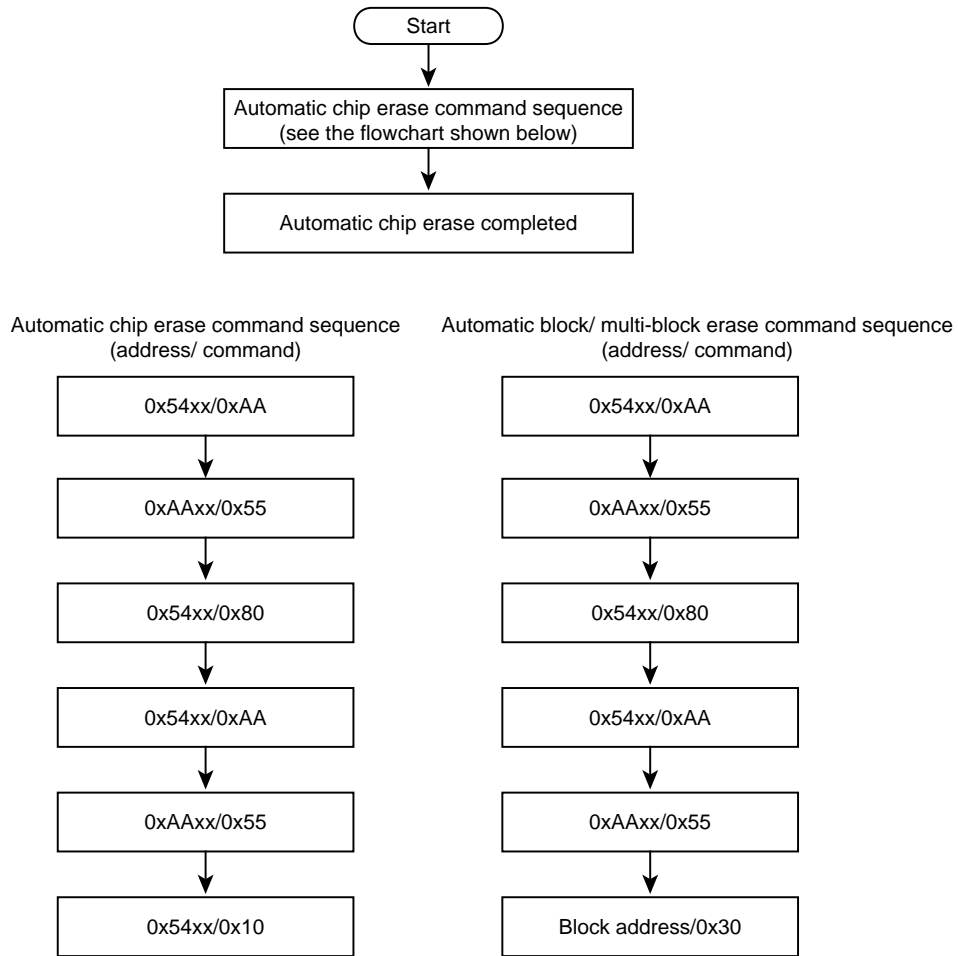 Start
Automatic chip erase command sequence
(see the flowchart shown below)
Automatic chip erase completed
Automatic chip erase command sequence
(address/ command)
0x54xx/0xAA
0xAAxx/0x55
0x54xx/0x80
0x54xx/0xAA
0xAAxx/0x55
0x54xx/0x10
Automatic block/ multi-block erase command sequence
(address/ command)
0x54xx/0xAA
0xAAxx/0x55
0x54xx/0x80
0x54xx/0xAA
0xAAxx/0x55
Block address/0x30